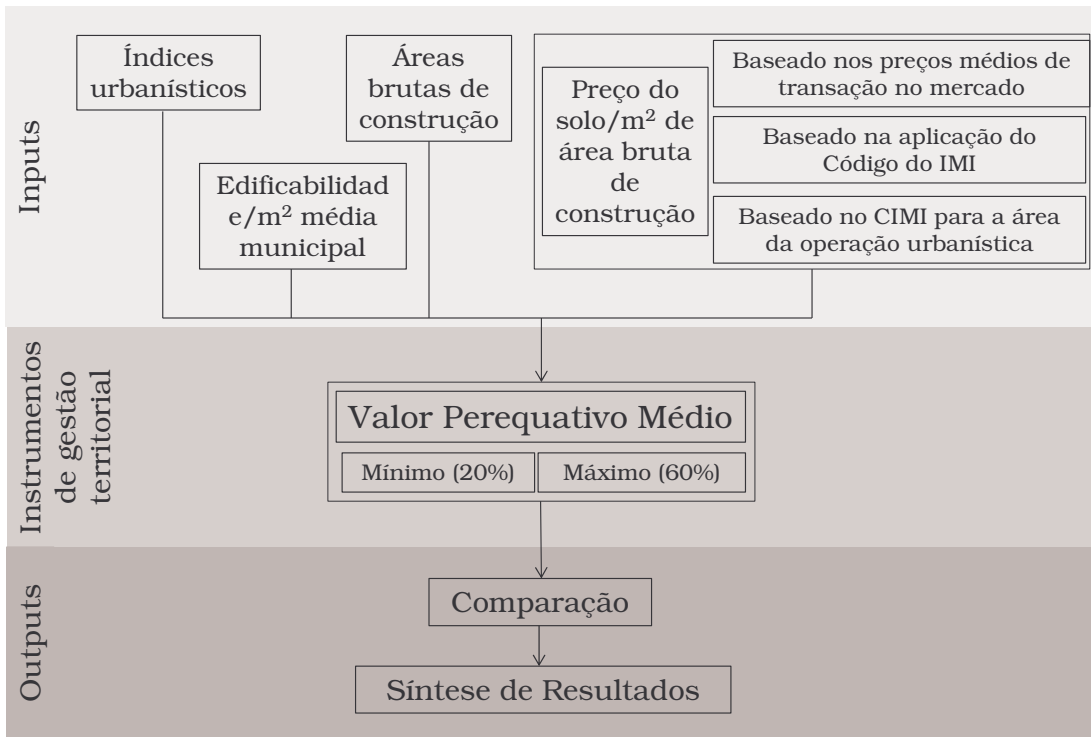 Inputs
Índices
urbanísticos
Edificabilidad
e/m² média
municipal
Áreas
brutas de
construção
Preço do
solo/m² de
área bruta
de
construção
Baseado nos preços médios de
transação no mercado
Baseado na aplicação do
Código do IMI
Baseado no CIMI para a área
da operação urbanística
Instrumentos
de gestão
territorial
Valor Perequativo Médio
Mínimo (20%)
Máximo (60%)
Outputs
Comparação
Síntese de Resultados